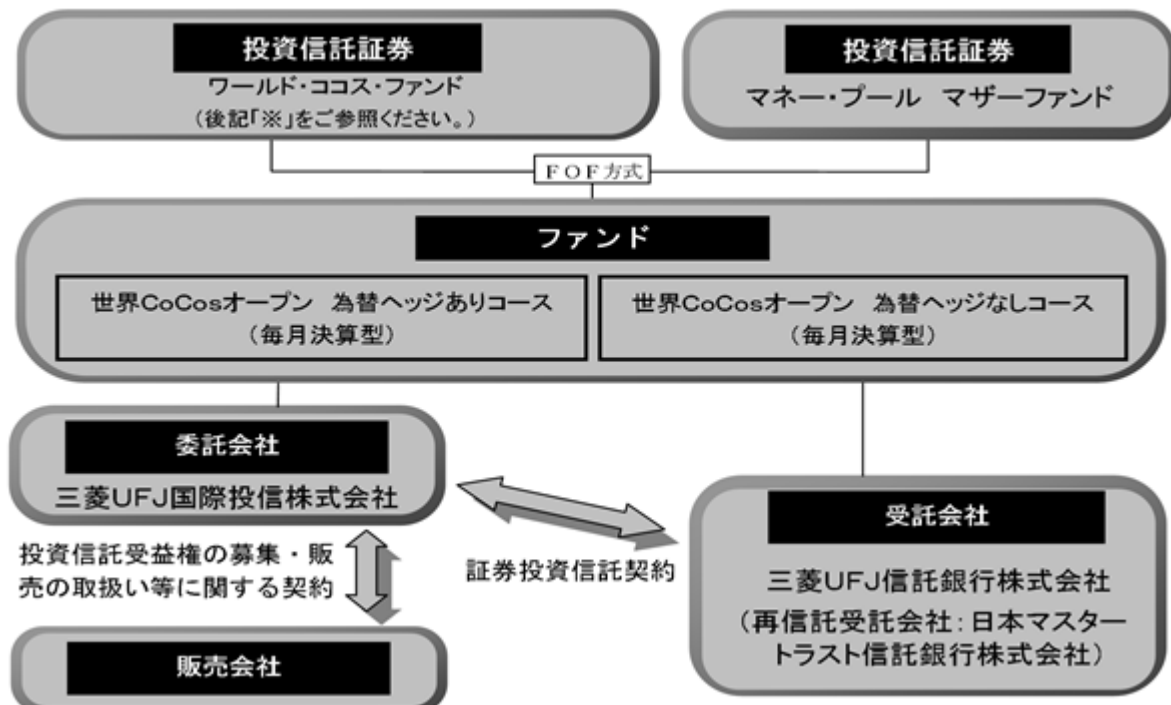 投資信託証券
ワールド・ココス・ファンド
(後記「※」をご参照ください。)
投資信託証券
マネー・プール マザーファンド
FOF方式
ファンド
世界CoCosオープン 為替ヘッジありコース
(毎月決算型)
世界CoCosオープン 為替ヘッジなしコース
(毎月決算型)
委託会社
三菱UFJ国際投信株式会社
投資信託受益権の募集・販
売の取扱い等に関する契約
証券投資信託契約
受託会社
三菱UFJ信託銀行株式会社
(再信託受託会社:日本マスター
トラスト信託銀行株式会社)
販売会社